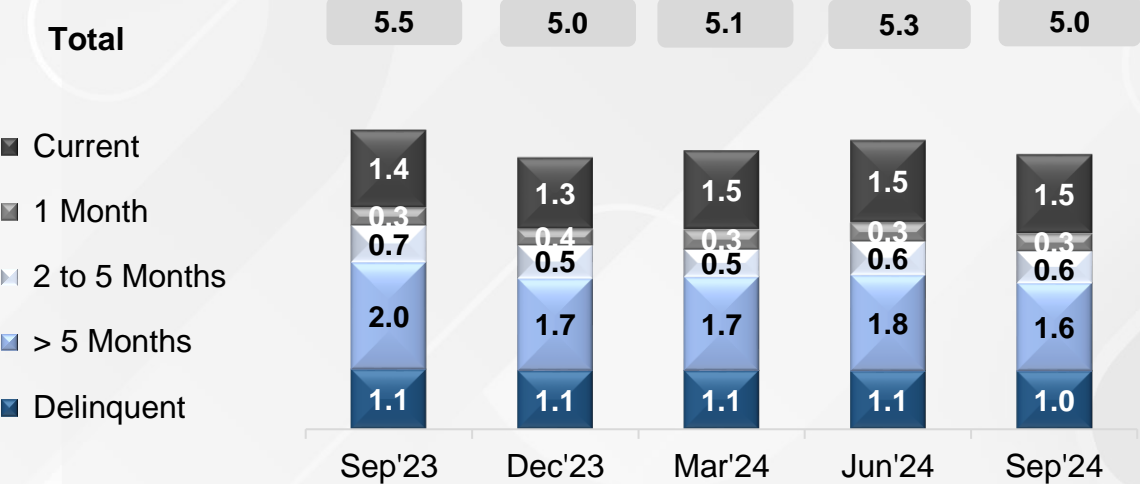 Total 5.5 5.0 5.1 5.3 5.0
Current
1 Month
2 to 5 Months
> 5 Months
Delinquent
1.4 1.3 1.5 1.5 1.5
0.3 0.4 0.3 0.3 0.3
0.7 0.5 0.5 0.6 0.6
2.0 1.7 1.7 1.8 1.6
1.1 1.1 1.1 1.1 1.0
Sep'23 Dec'23 Mar'24 Jun'24 Sep'24